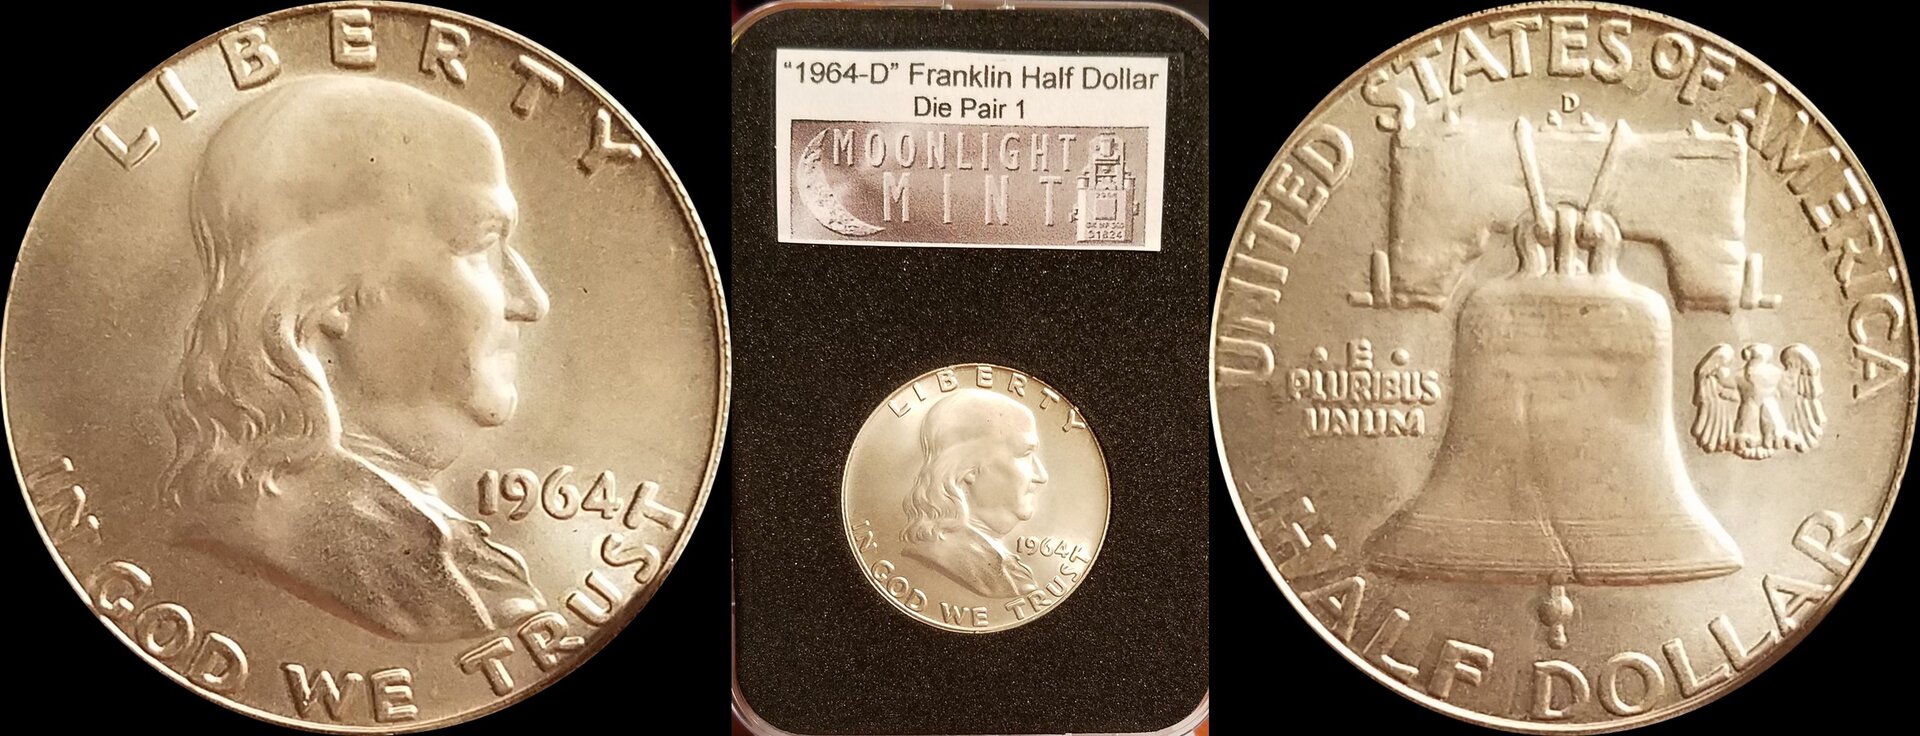 LIBERTY
1964
IN GOD WE TRUST
"1964-D" Franklin Half Dollar
Die Pair 1
MOONLIGHT
MINT
31824
LIBERTY
1964
IN GOD WE TRUST
UNITED STATES OF AMERICA
D
·E·
PLURIBUS
UNUM
HALF DOLLAR